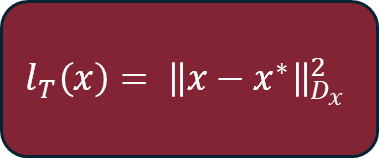 l_T(x) = ‖x − x*‖²_{D_x}